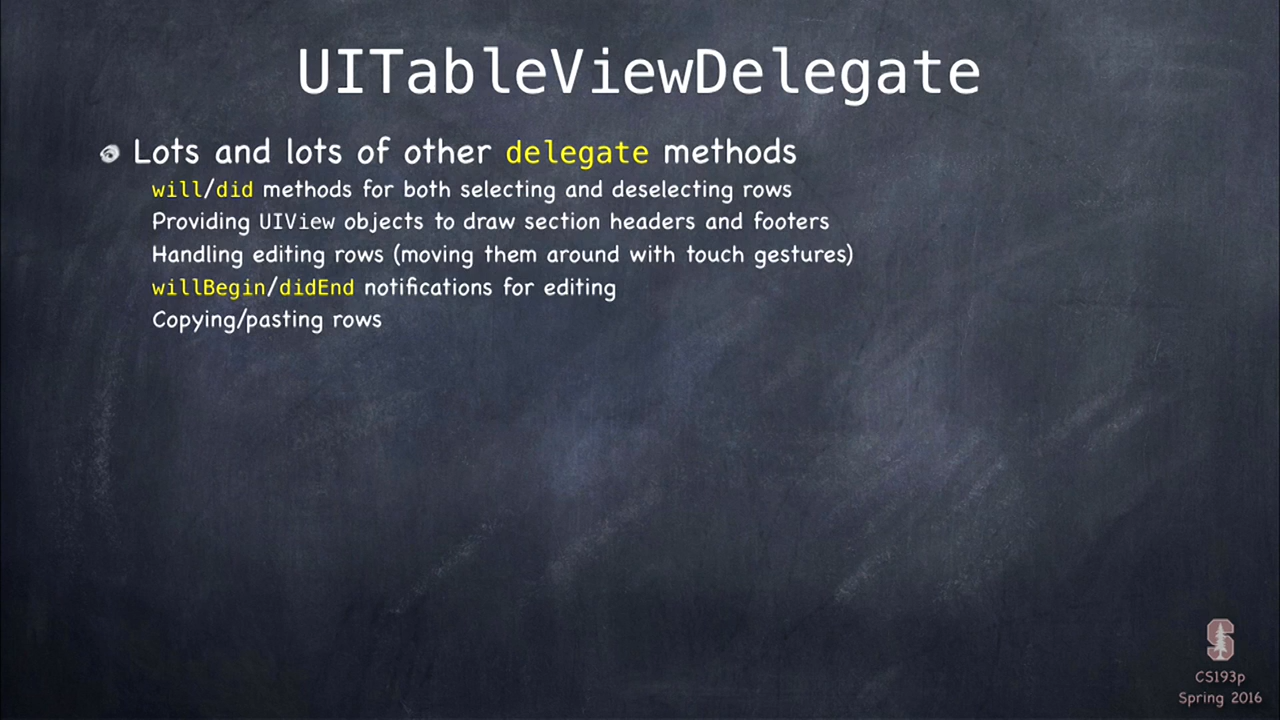 UITableViewDelegate
Lots and lots of other delegate methods
will/did methods for both selecting and deselecting rows
Providing UIView objects to draw section headers and footers
Handling editing rows (moving them around with touch gestures)
willBegin/didEnd notifications for editing
Copying/pasting rows
S
CS193p
Spring 2016